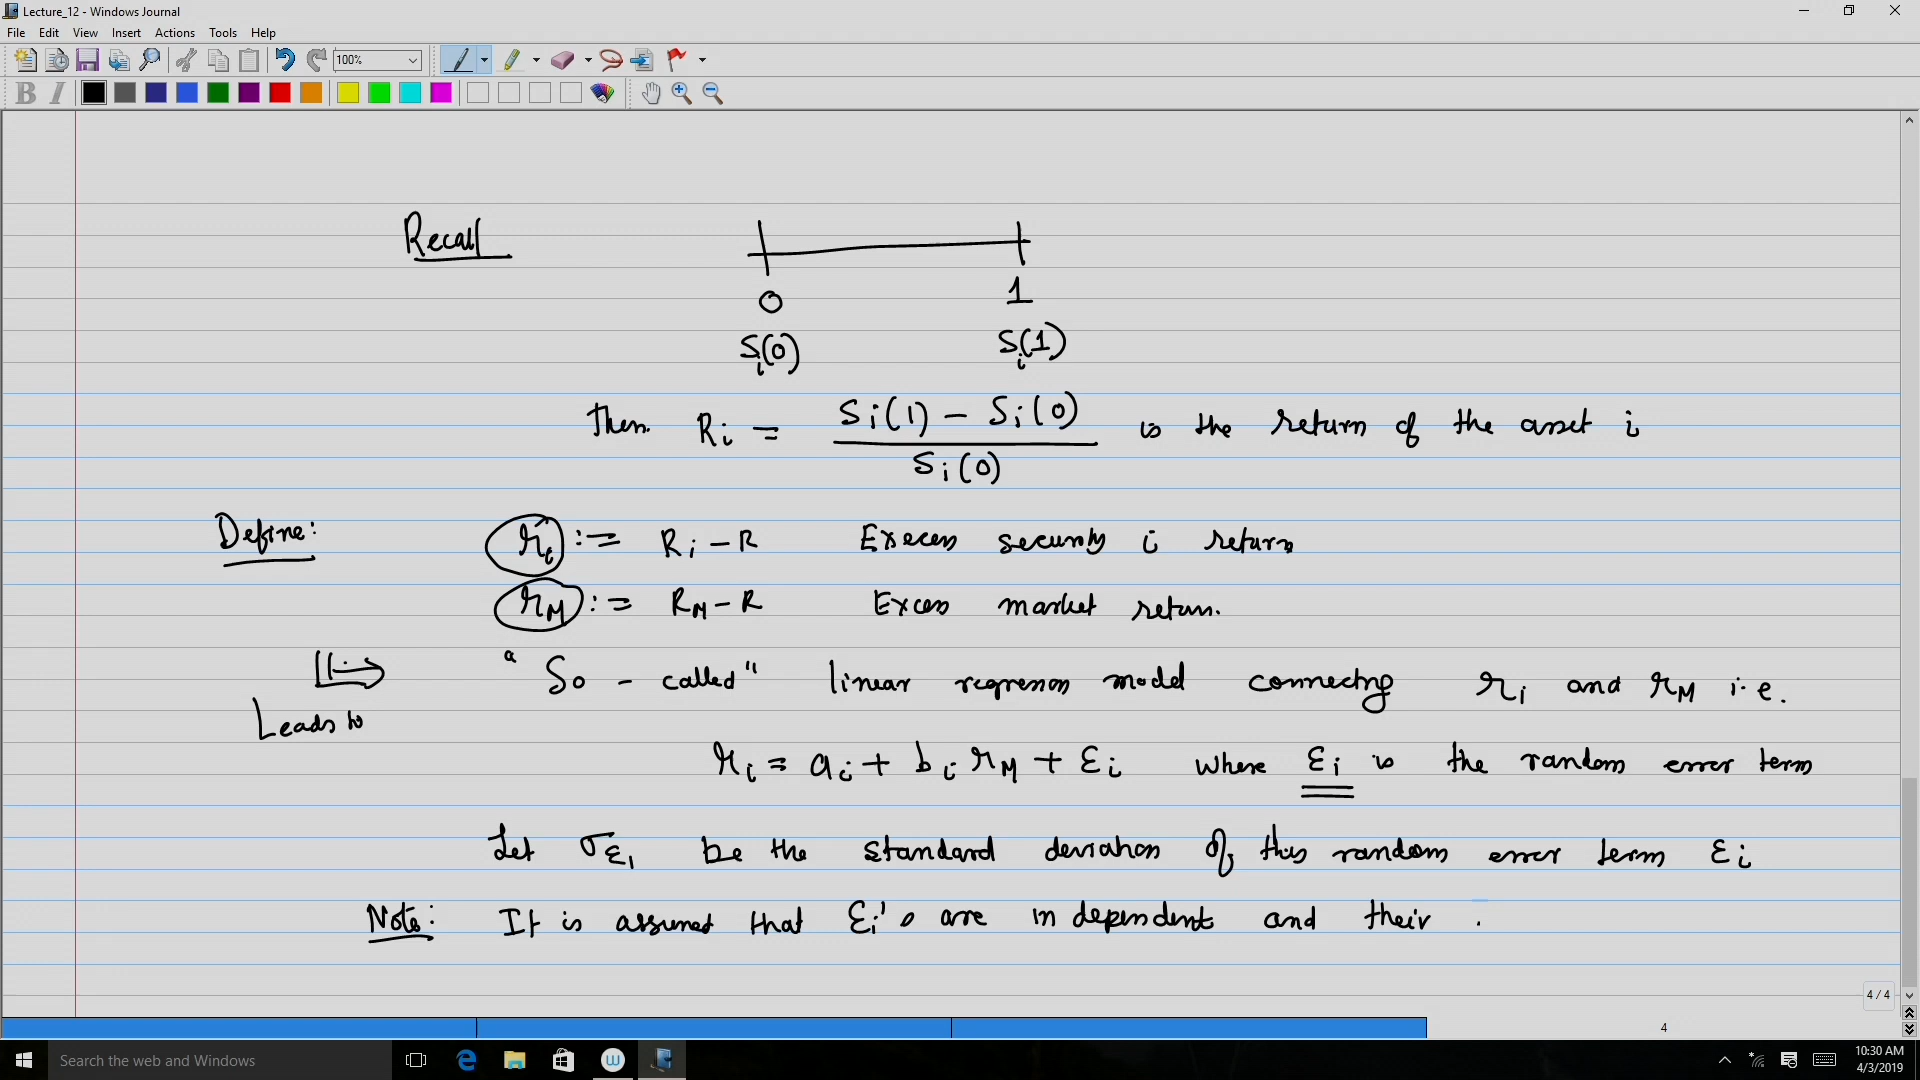 Lecture_12 - Windows Journal
File Edit View Insert Actions Tools Help
100%
B I
Recall
0 1
Si(0) Si(1)
Then Ri = Si(1) - Si(0) / Si(0) is the return of the asset i
Define: ri := Ri - R Excess security i return
rM := RM - R Excess market return.
Leads to
"So - called" linear regression model connecting ri and rM i.e.
ri = ai + bi rM + εi where εi is the random error term
Let σε1 be the standard deviation of this random error term εi
Note: It is assumed that εi's are independent and their
4 / 4
4
Search the web and Windows
10:30 AM
4/3/2019